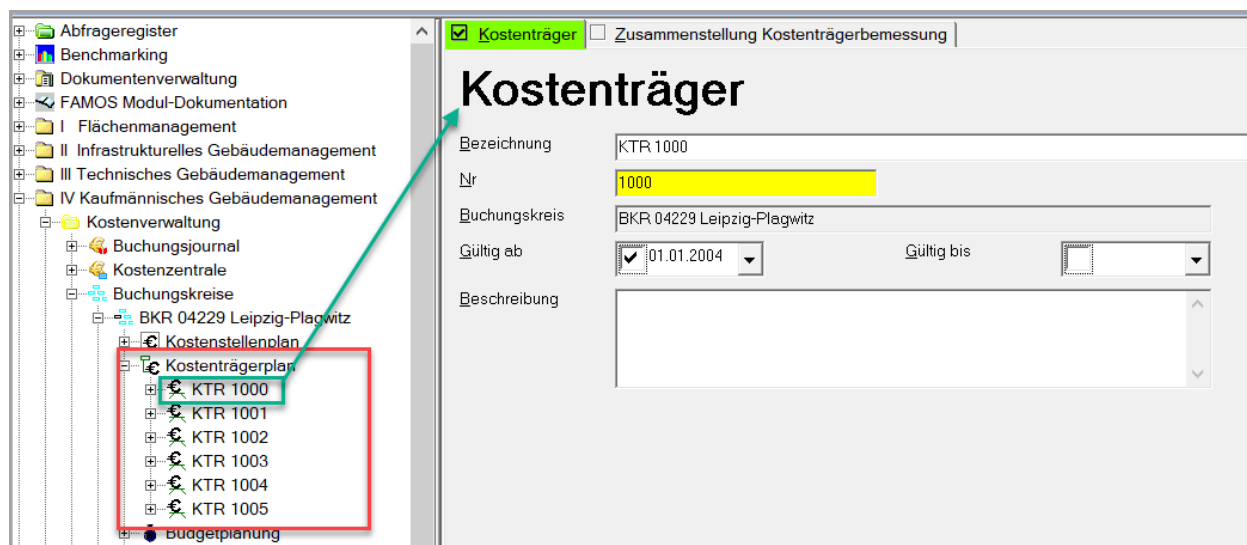 Abfrageregister
Benchmarking
Dokumentenverwaltung
FAMOS Modul-Dokumentation
I Flächenmanagement
II Infrastrukturelles Gebäudemanagement
III Technisches Gebäudemanagement
IV Kaufmännisches Gebäudemanagement
Kostenverwaltung
Buchungsjournal
Kostenzentrale
Buchungskreise
BKR 04229 Leipzig-Plagwitz
Kostenstellenplan
Kostenträgerplan
KTR 1000
KTR 1001
KTR 1002
KTR 1003
KTR 1004
KTR 1005
Budgetplanung
Kostenträger Zusammenstellung Kostenträgerbemessung
Kostenträger
Bezeichnung KTR 1000
Nr 1000
Buchungskreis BKR 04229 Leipzig-Plagwitz
Gültig ab 01.01.2004 Gültig bis
Beschreibung